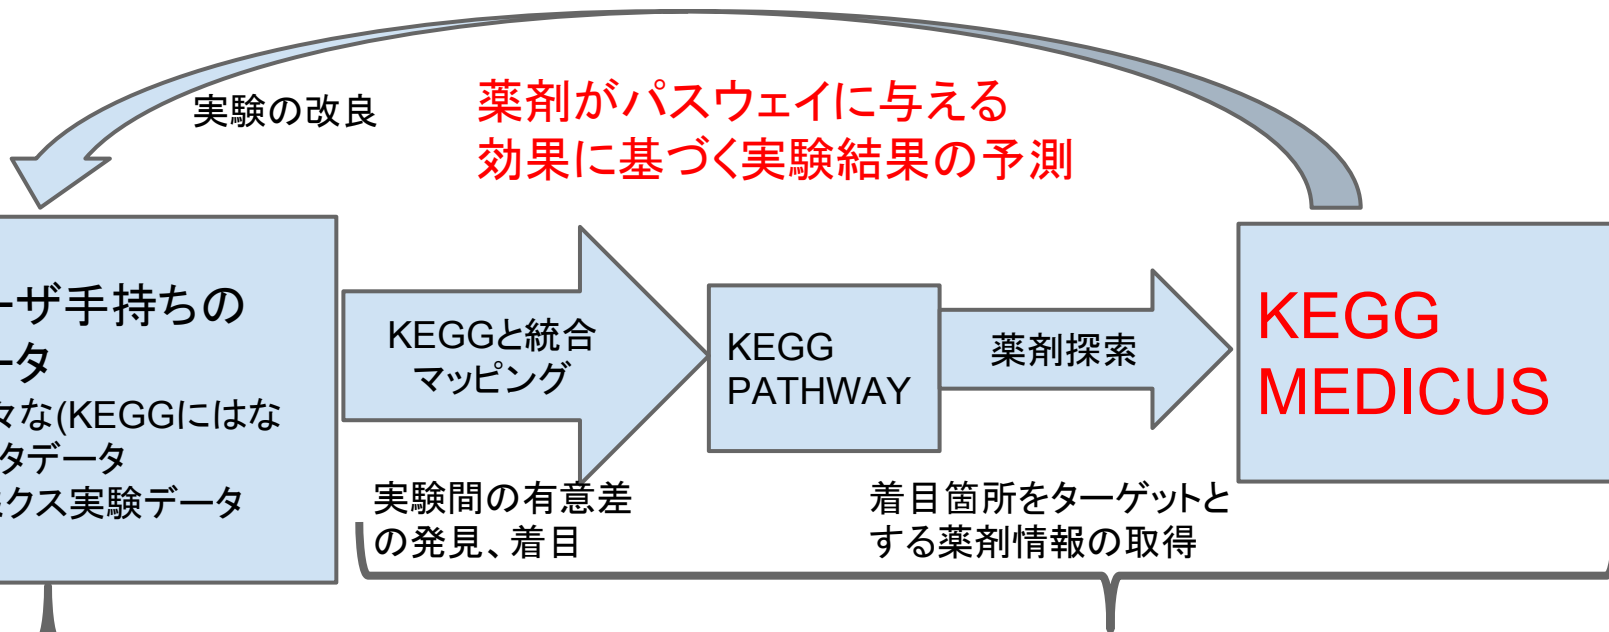 実験の改良
薬剤がパスウェイに与える
効果に基づく実験結果の予測
ーザ手持ちの
ータ
々な(KEGGにはな
タデータ
クス実験データ
KEGGと統合
マッピング
KEGG
PATHWAY
薬剤探索
KEGG
MEDICUS
実験間の有意差
の発見、着目
着目箇所をターゲットと
する薬剤情報の取得